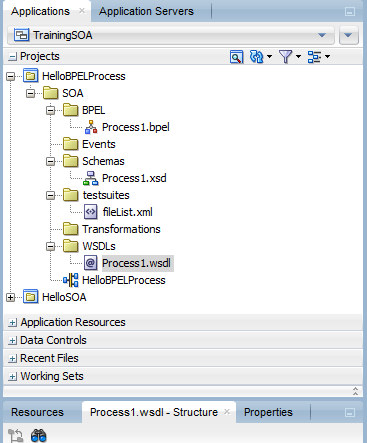 Applications Application Servers
TrainingSOA
Projects
HelloBPELProcess
SOA
BPEL
Process1.bpel
Events
Schemas
Process1.xsd
testsuites
fileList.xml
Transformations
WSDLs
Process1.wsdl
HelloBPELProcess
HelloSOA
Application Resources
Data Controls
Recent Files
Working Sets
Resources Process1.wsdl - Structure Properties